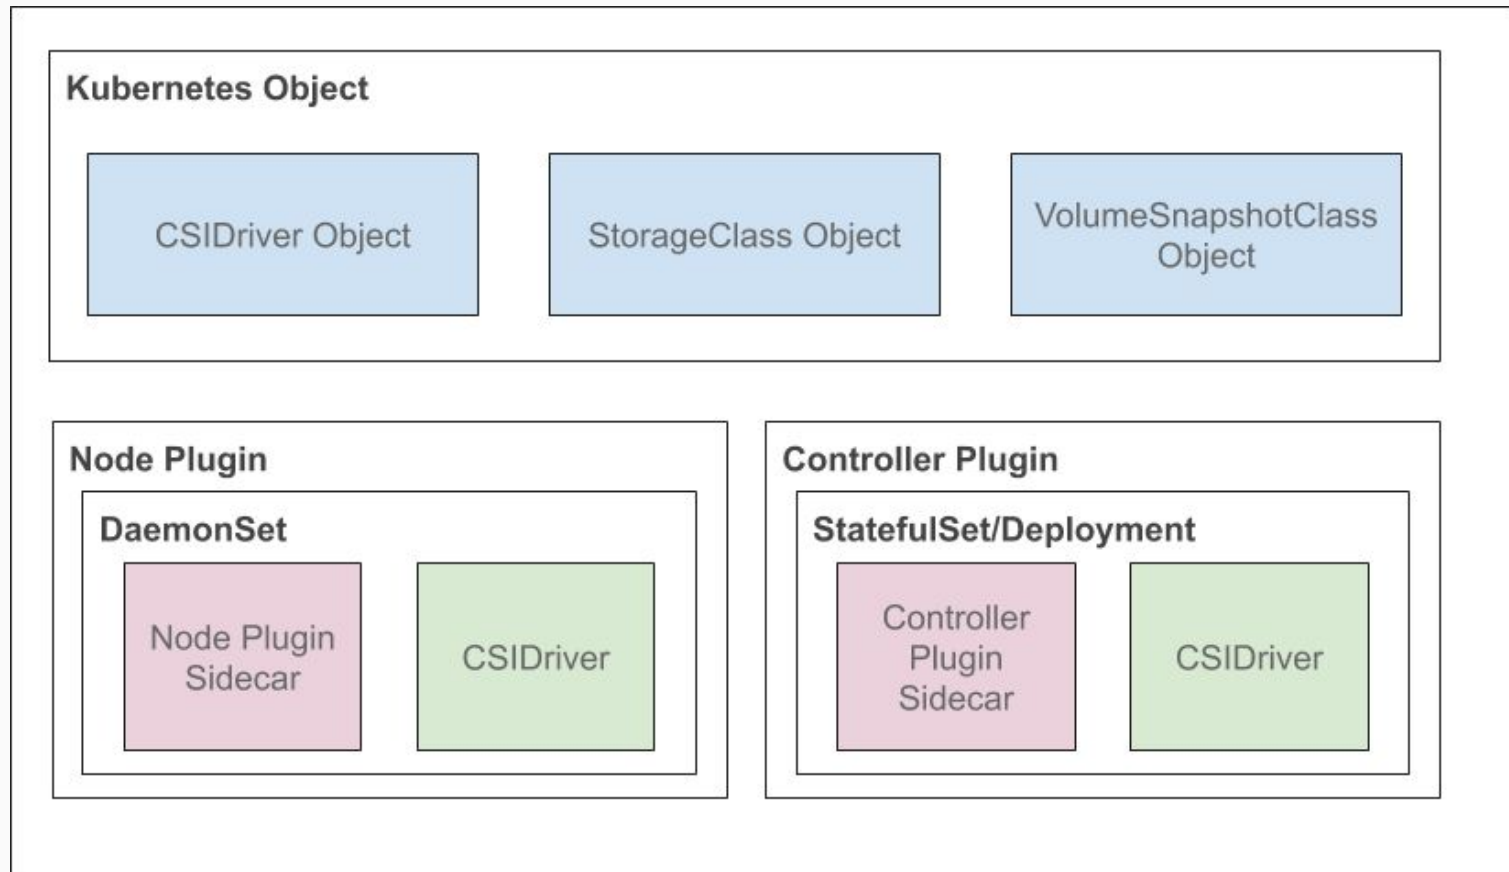 Kubernetes Object
CSIDriver Object
StorageClass Object
VolumeSnapshotClass
Object
Node Plugin
DaemonSet
Node Plugin
Sidecar
CSIDriver
Controller Plugin
StatefulSet/Deployment
Controller
Plugin
Sidecar
CSIDriver